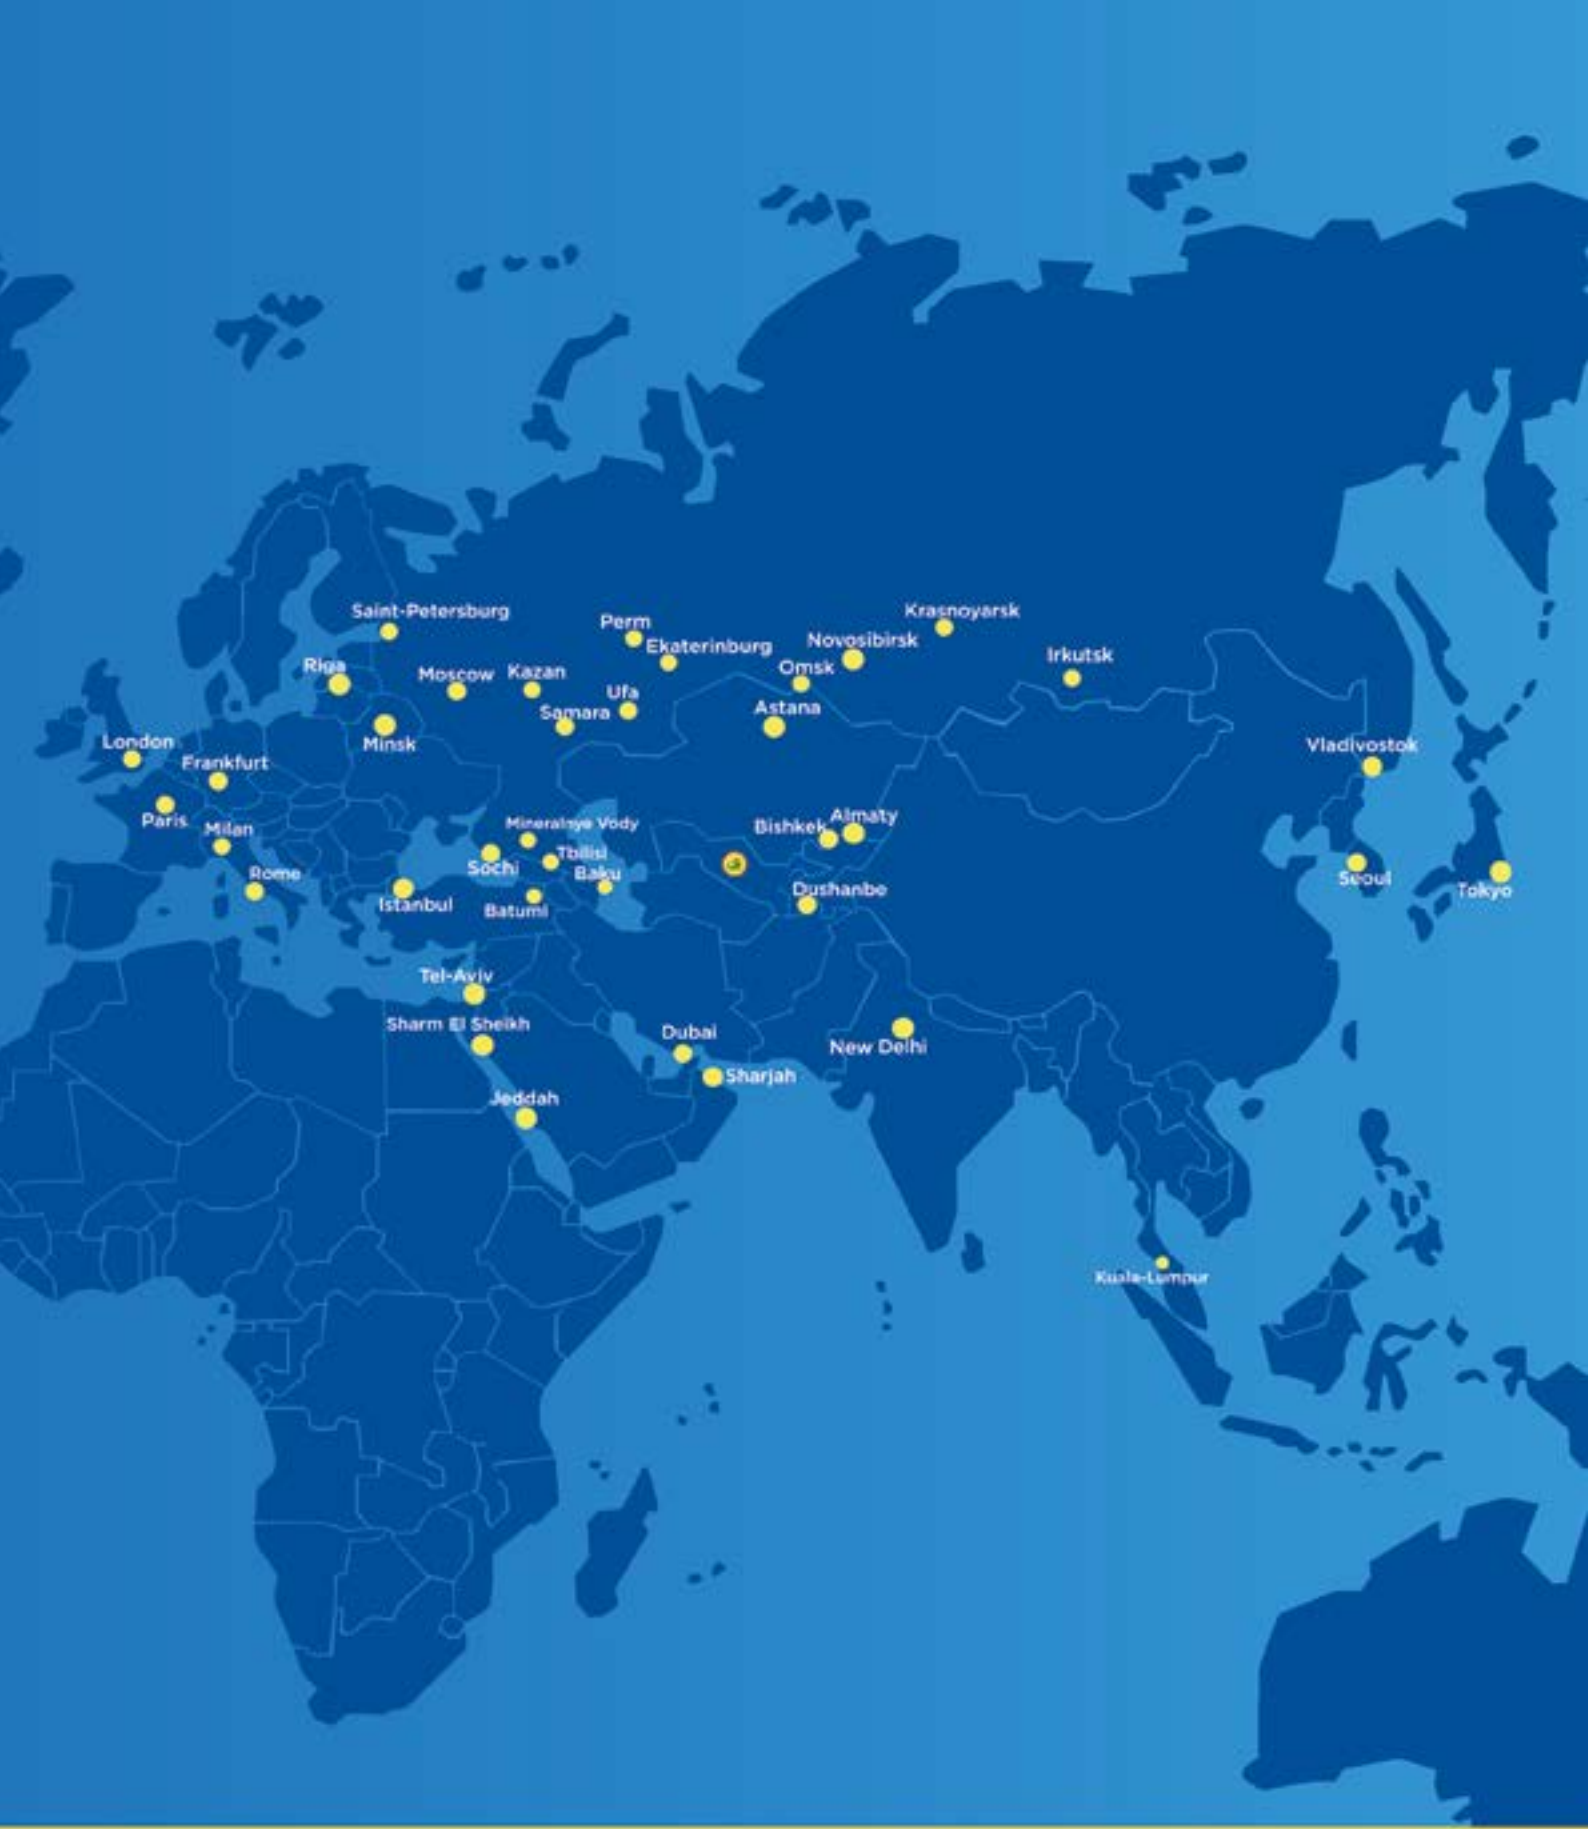 Saint-Petersburg
Perm
Krasnoyarsk
Ekaterinburg
Novosibirsk
Riga
Moscow
Kazan
Omsk
Irkutsk
Ufa
Samara
Astana
London
Minsk
Vladivostok
Frankfurt
Paris
Milan
Mineralnye Vody
Bishkek
Almaty
Tbilisi
Sochi
Rome
Baku
Seoul
Istanbul
Batumi
Dushanbe
Tokyo
Tel-Aviv
Sharm El Sheikh
Dubai
New Delhi
Sharjah
Jeddah
Kuala-Lumpur